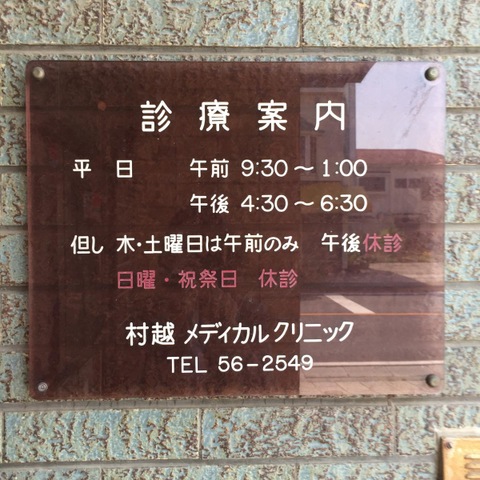 診療案内
平日 午前 9:30～1:00
午後 4:30～6:30
但し 木・土曜日は午前のみ 午後休診
日曜・祝祭日 休診
村越 メディカルクリニック
TEL 56-2549